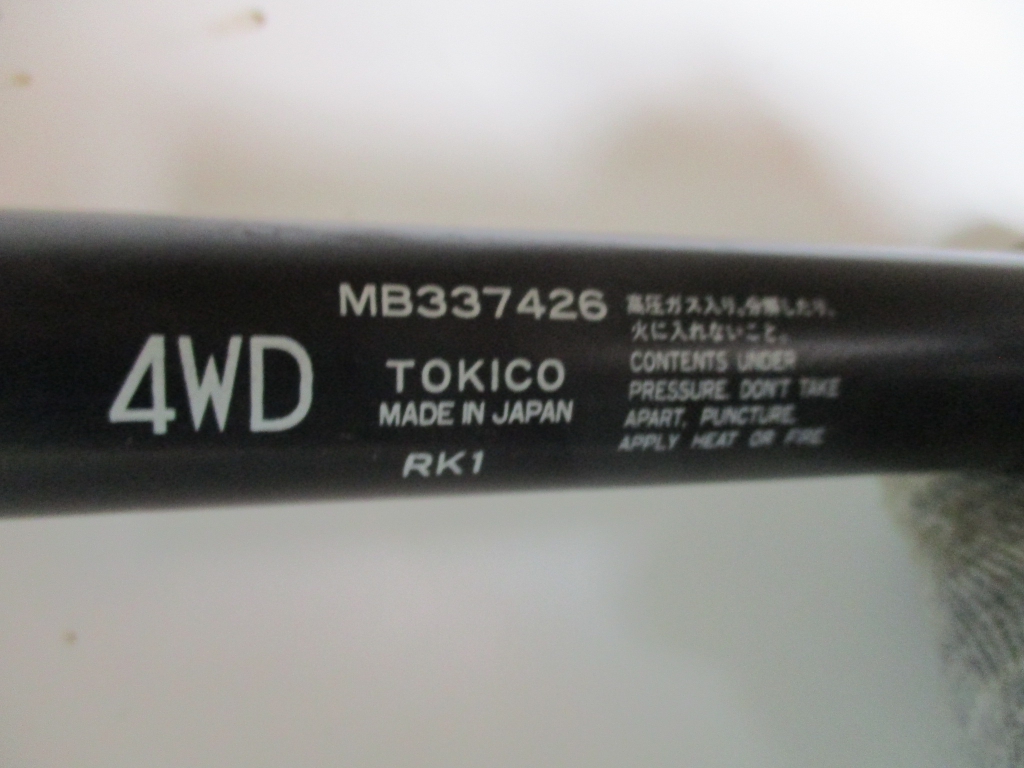 4WD
MB337426
TOKICO
MADE IN JAPAN
RK1
高圧ガス入り。分解したり、
火に入れないこと。
CONTENTS UNDER
PRESSURE. DON'T TAKE
APART, PUNCTURE,
APPLY HEAT OR FIRE